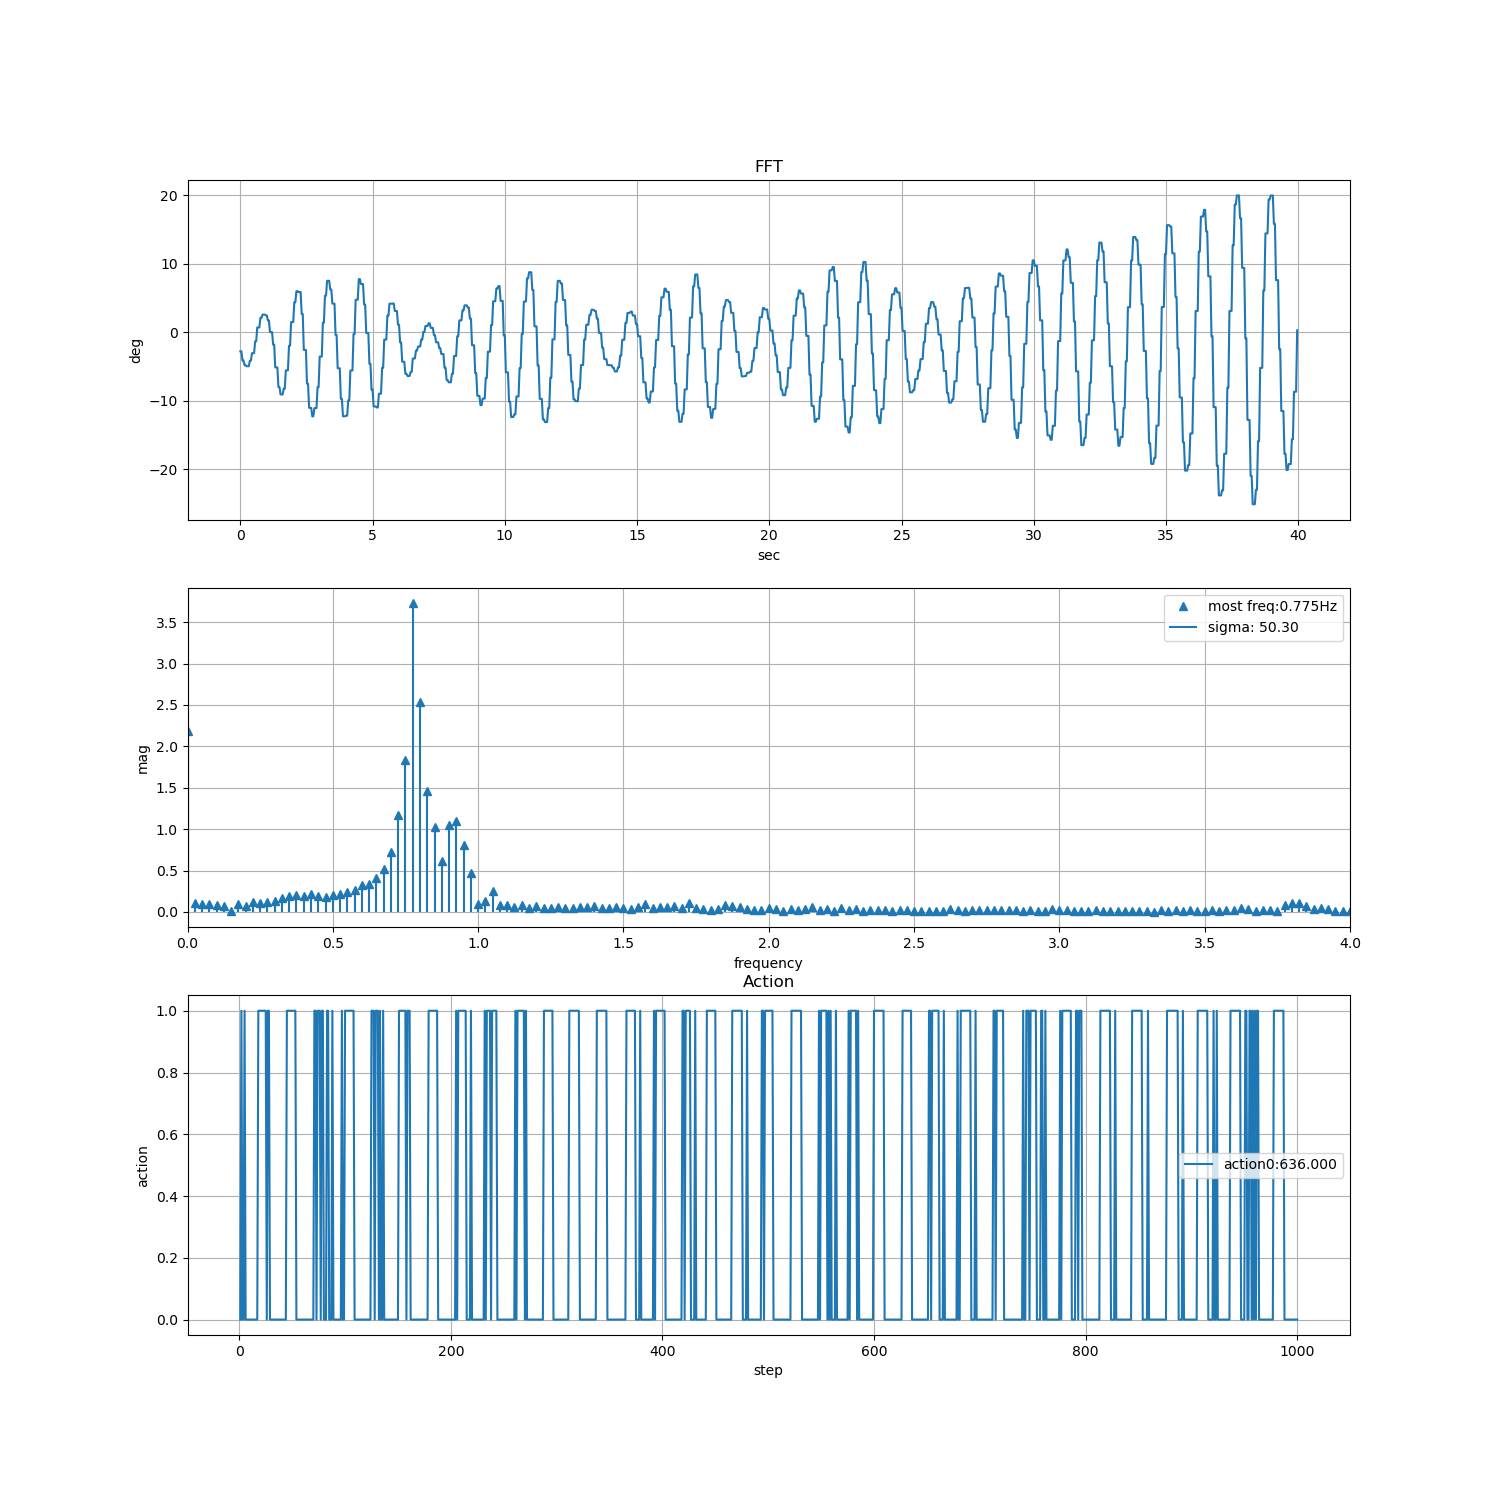 FFT
20
10
0
−10
−20
deg
0 5 10 15 20 25 30 35 40
sec
most freq:0.775Hz
sigma: 50.30
3.5
3.0
2.5
2.0
1.5
1.0
0.5
0.0
mag
0.0 0.5 1.0 1.5 2.0 2.5 3.0 3.5 4.0
frequency
Action
1.0
0.8
0.6
0.4
0.2
0.0
action
action0:636.000
0 200 400 600 800 1000
step